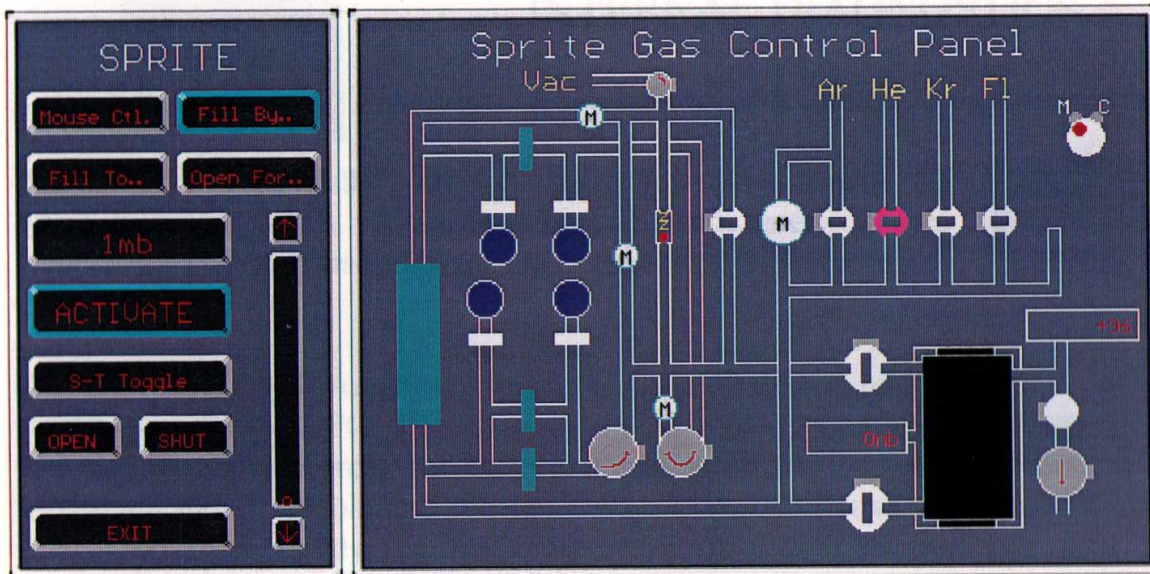 SPRITE
Mouse Ctl.
Fill By..
Fill To..
Open For..
1mb
ACTIVATE
S-T Toggle
OPEN
SHUT
EXIT
Sprite Gas Control Panel
Vac
Ar He Kr Fl
M C
M
M
M
M
496
0mb